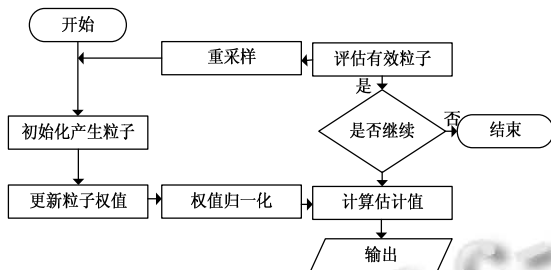 开始
重采样
评估有效粒子
是
初始化产生粒子
是否继续
否
结束
更新粒子权值
权值归一化
计算估计值
输出